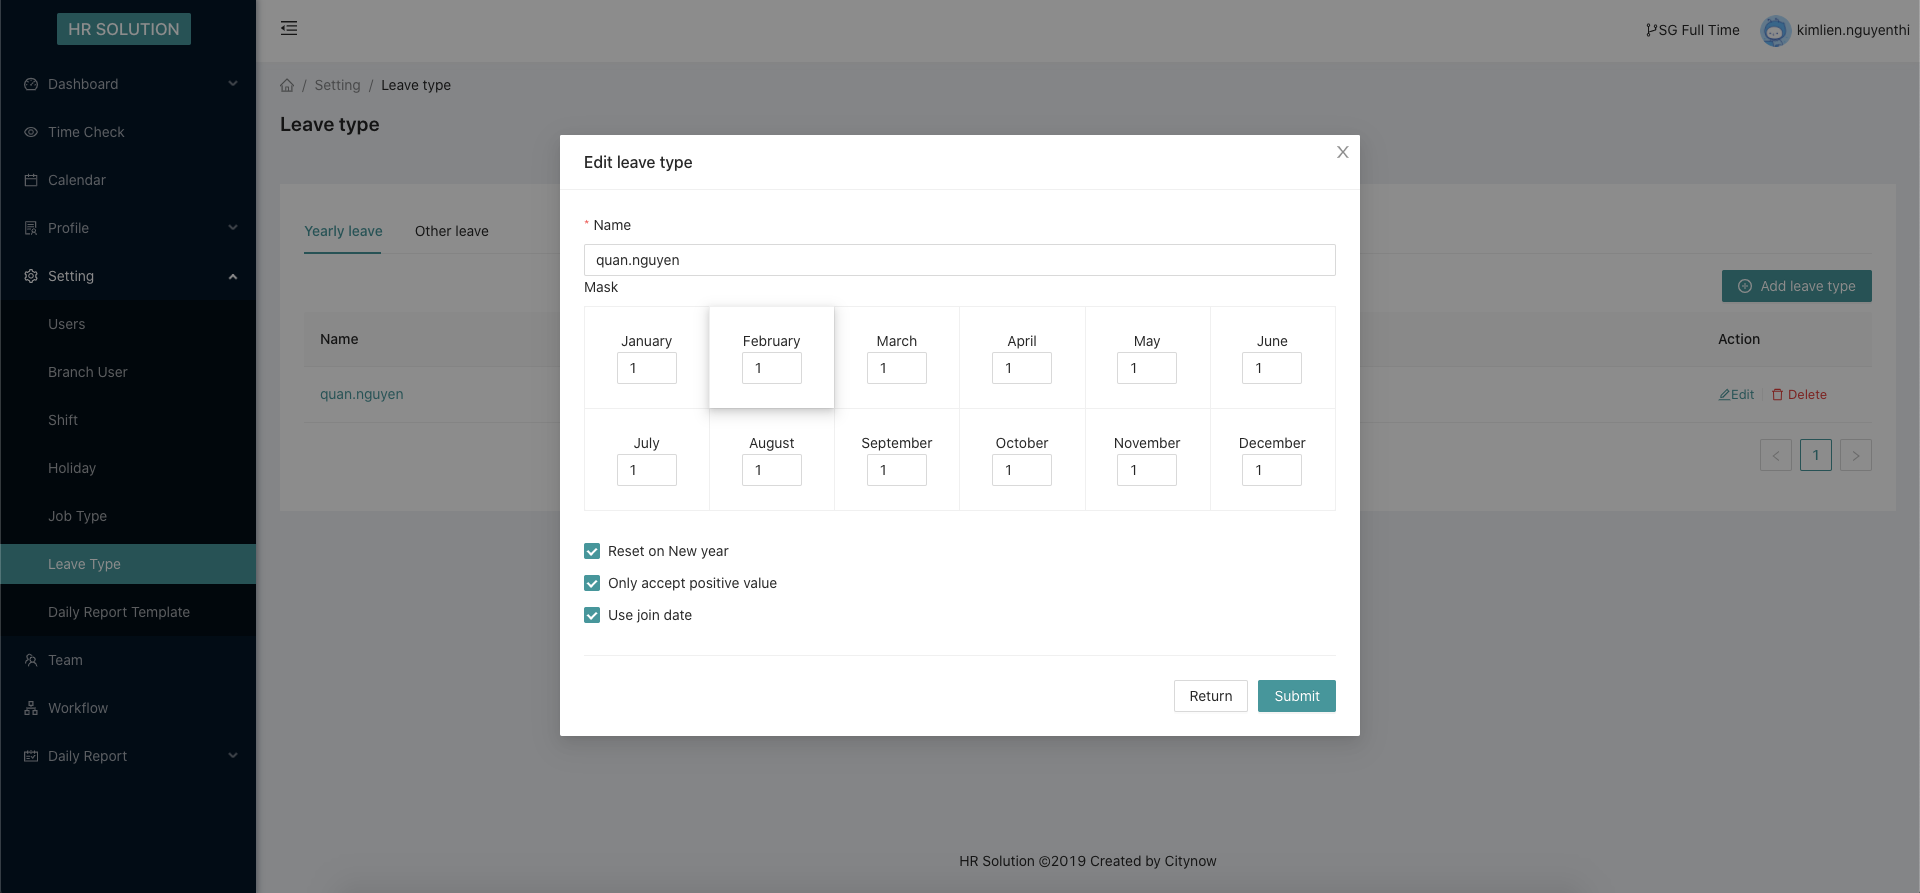 HR SOLUTION
SG Full Time
kimlien.nguyenthi
Dashboard
Time Check
Calendar
Profile
Setting
Users
Branch User
Shift
Holiday
Job Type
Leave Type
Daily Report Template
Team
Workflow
Daily Report
/ Setting / Leave type
Leave type
Yearly leave
Other leave
Add leave type
Name
Action
quan.nguyen
Edit
Delete
< 1 >
Edit leave type
X
* Name
quan.nguyen
Mask
January February March April May June
1 1 1 1 1 1
July August September October November December
1 1 1 1 1 1
Reset on New year
Only accept positive value
Use join date
Return
Submit
HR Solution ©2019 Created by Citynow